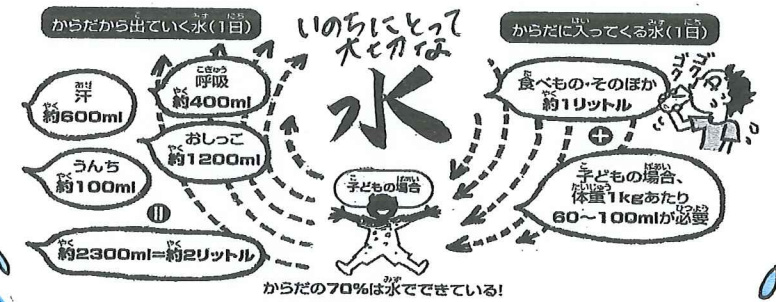 からだから出ていく水(1日)
汗
約600ml
呼吸
約400ml
うんち
約100ml
おしっこ
約1200ml
約2300ml=約2リットル
いのちにとって
大切な
水
子どもの場合
からだの70%は水でできている!
からだに入ってくる水(1日)
食べもの・そのほか
約1リットル
ゴクゴク
子どもの場合、
体重1kgあたり
60〜100mlが必要